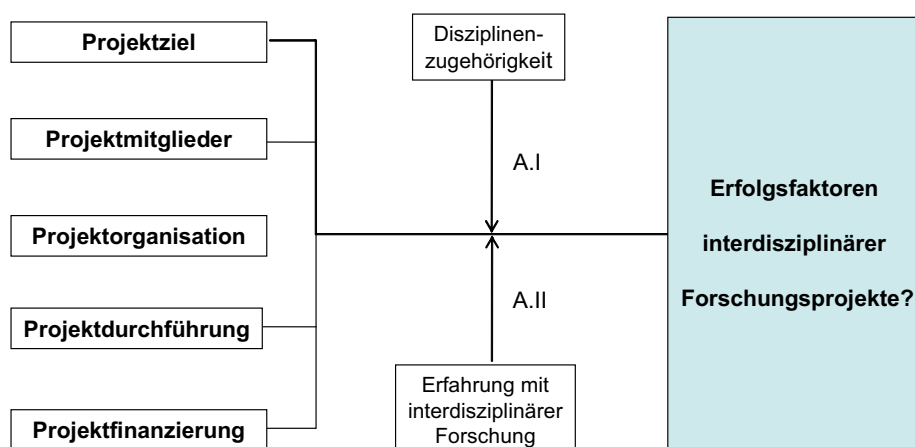 Projektziel
Projektmitglieder
Projektorganisation
Projektdurchführung
Projektfinanzierung
Disziplinen-
zugehörigkeit
A.I
A.II
Erfahrung mit
interdisziplinärer
Forschung
Erfolgsfaktoren
interdisziplinärer
Forschungsprojekte?